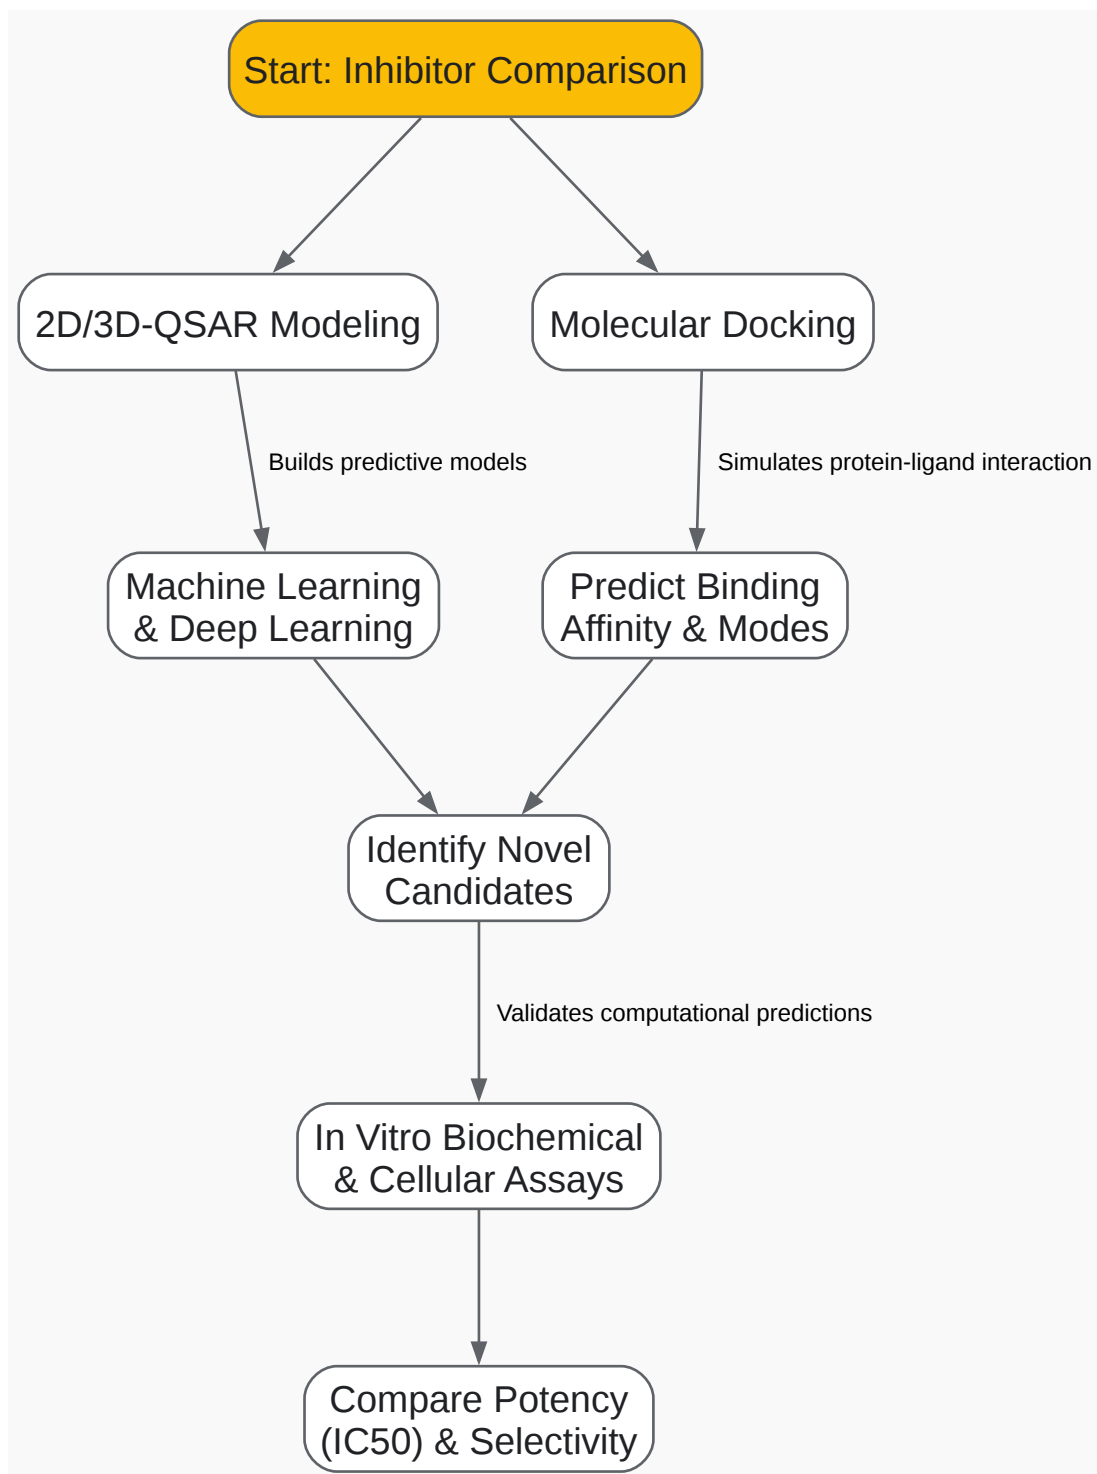 Start: Inhibitor Comparison
2D/3D-QSAR Modeling
Molecular Docking
Builds predictive models
Simulates protein-ligand interaction
Machine Learning
& Deep Learning
Predict Binding
Affinity & Modes
Identify Novel
Candidates
Validates computational predictions
In Vitro Biochemical
& Cellular Assays
Compare Potency
(IC50) & Selectivity